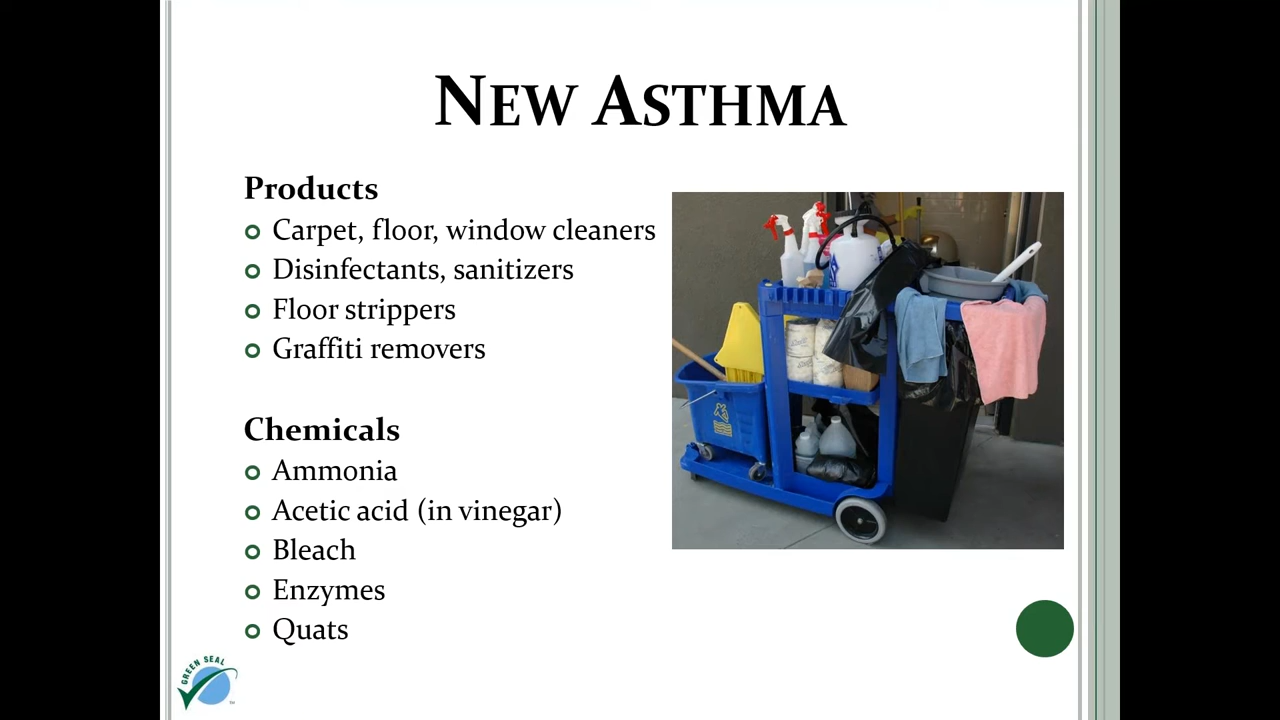 New Asthma
Products
Carpet, floor, window cleaners
Disinfectants, sanitizers
Floor strippers
Graffiti removers
Chemicals
Ammonia
Acetic acid (in vinegar)
Bleach
Enzymes
Quats
GREEN SEAL